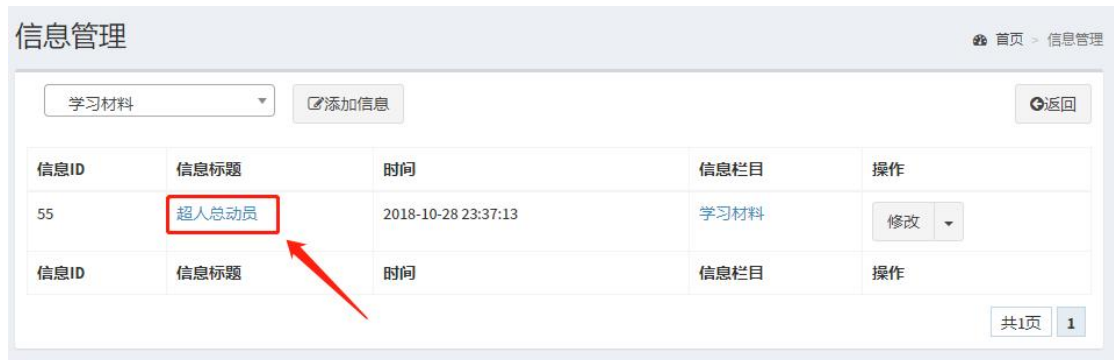 信息管理
首页 > 信息管理
学习材料 添加信息 返回
信息ID 信息标题 时间 信息栏目 操作
55 超人总动员 2018-10-28 23:37:13 学习材料 修改
信息ID 信息标题 时间 信息栏目 操作
共1页 1